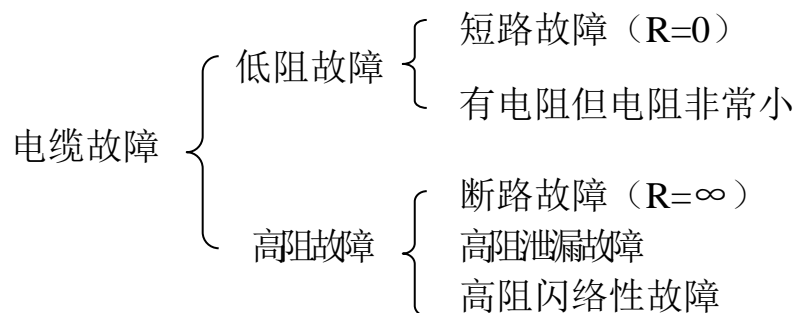 短路故障（R=0）
低阻故障
有电阻但电阻非常小
电缆故障
断路故障（R=∞）
高阻故障
高阻泄漏故障
高阻闪络性故障